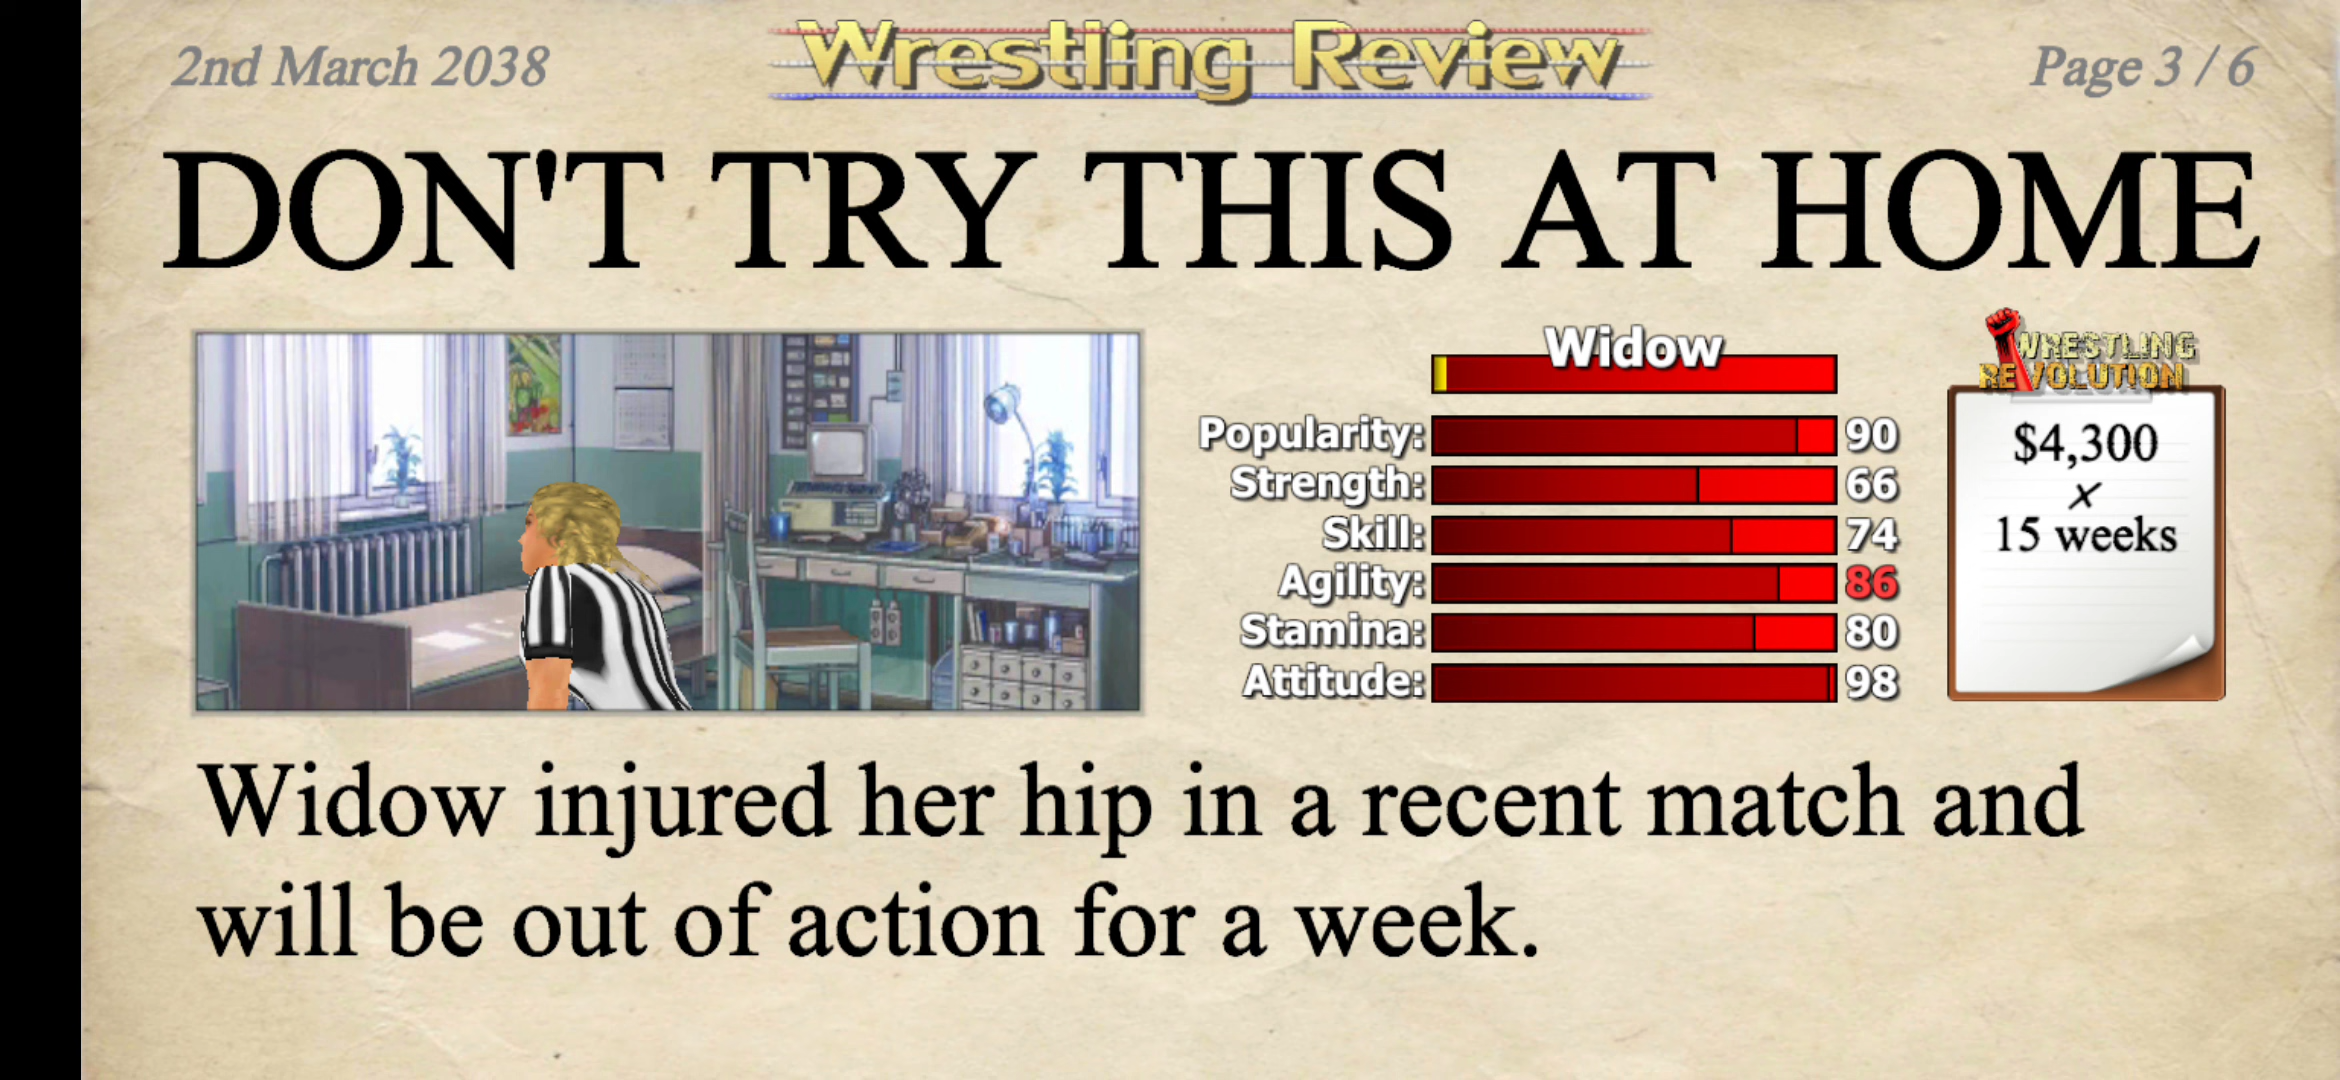 2nd March 2038
Wrestling Review
Page 3 / 6
DON'T TRY THIS AT HOME
Widow
Popularity: 90
Strength: 66
Skill: 74
Agility: 86
Stamina: 80
Attitude: 98
WRESTLING
REVOLUTION
$4,300
×
15 weeks
Widow injured her hip in a recent match and
will be out of action for a week.